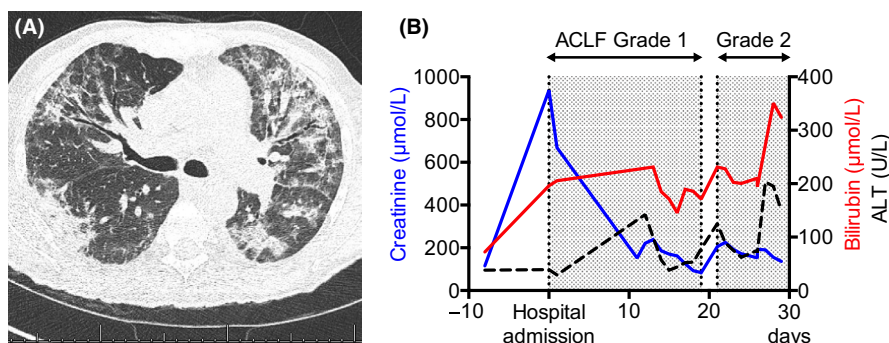 (A)
(B)
ACLF Grade 1
Grade 2
1000
800
600
400
200
0
Creatinine (µmol/L)
400
300
200
100
0
Bilirubin (µmol/L)
ALT (U/L)
−10
Hospital
admission
10
20
30
days